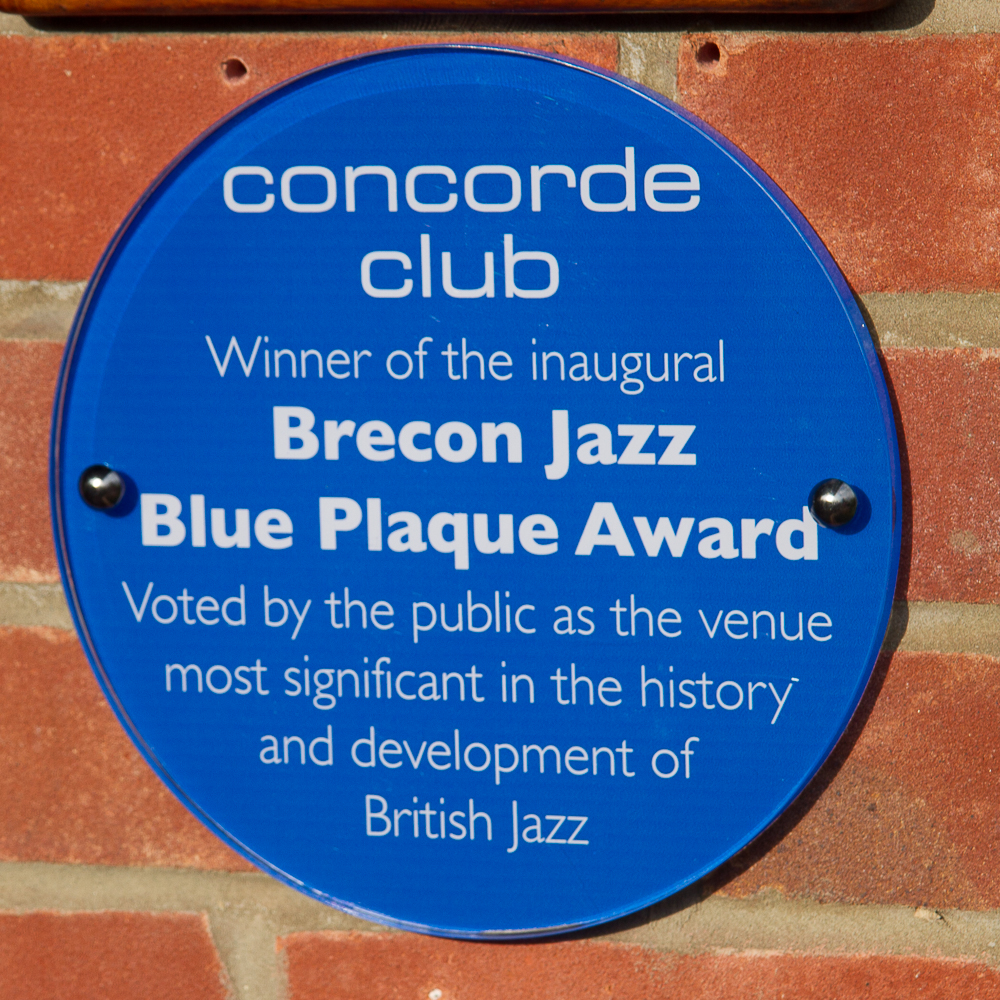 concorde
club
Winner of the inaugural
Brecon Jazz
Blue Plaque Award
Voted by the public as the venue
most significant in the history
and development of
British Jazz